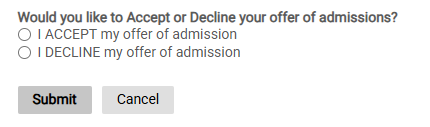 Would you like to Accept or Decline your offer of admissions?
I ACCEPT my offer of admission
I DECLINE my offer of admission
Submit Cancel